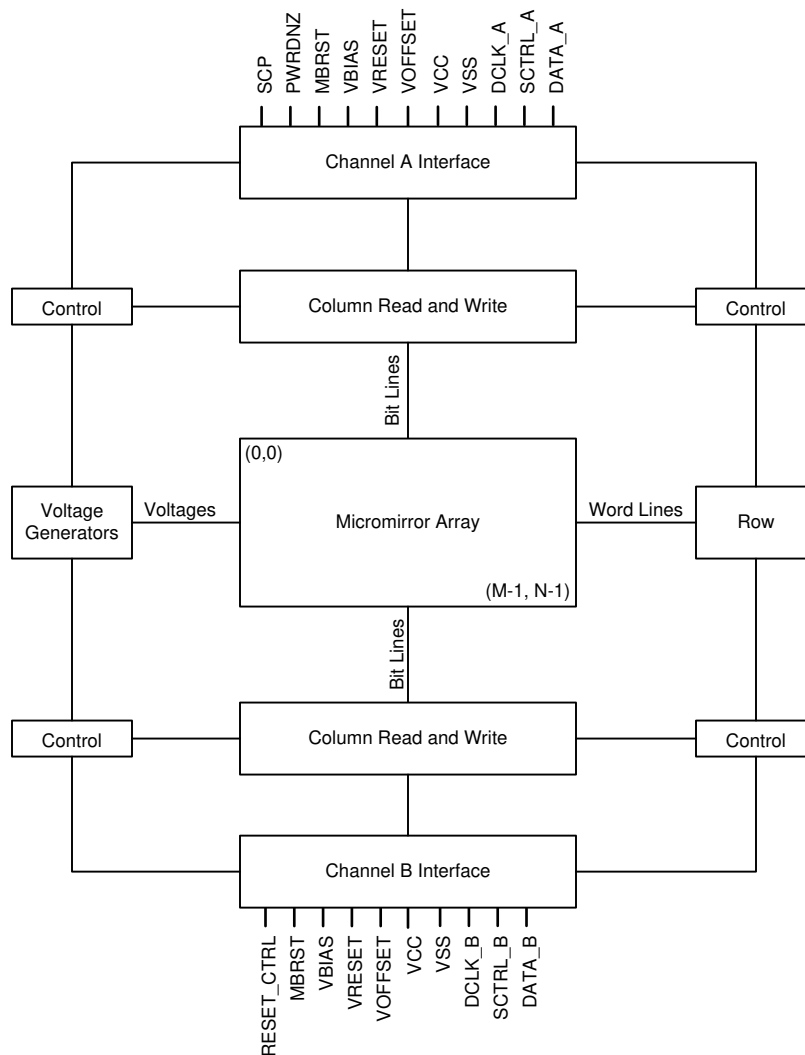 SCP
PWRDNZ
MBRST
VBIAS
VRESET
VOFFSET
VCC
VSS
DCLK_A
SCTRL_A
DATA_A
Channel A Interface
Control
Column Read and Write
Control
Bit Lines
(0,0)
Voltage
Generators
Voltages
Micromirror Array
Word Lines
Row
(M-1, N-1)
Bit Lines
Control
Column Read and Write
Control
Channel B Interface
RESET_CTRL
MBRST
VBIAS
VRESET
VOFFSET
VCC
VSS
DCLK_B
SCTRL_B
DATA_B